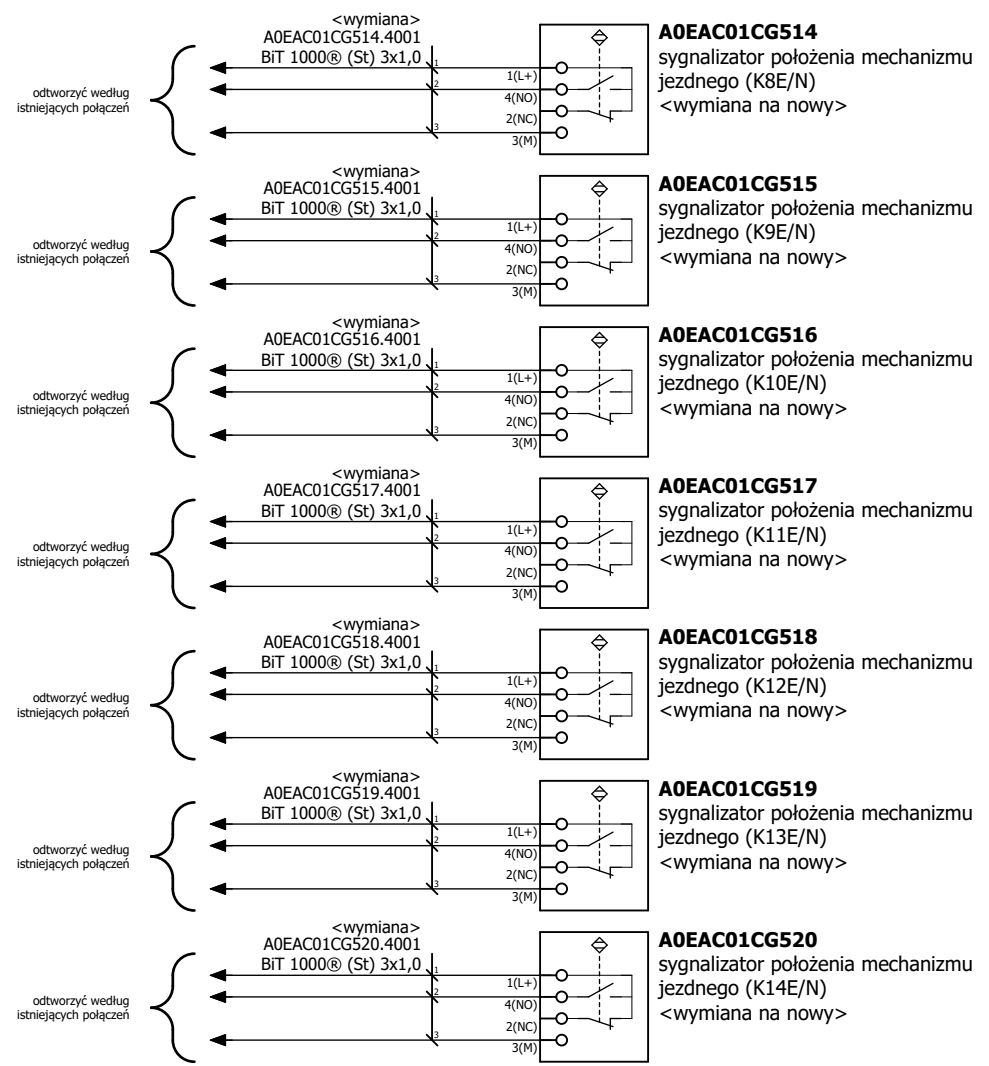 <wymiana>
A0EAC01CG514.4001
BiT 1000® (St) 3x1,0
odtworzyć według
istniejących połączeń
1
2
3
1(L+)
4(NO)
2(NC)
3(M)
A0EAC01CG514
sygnalizator położenia mechanizmu
jezdnego (K8E/N)
<wymiana na nowy>
<wymiana>
A0EAC01CG515.4001
BiT 1000® (St) 3x1,0
odtworzyć według
istniejących połączeń
1
2
3
1(L+)
4(NO)
2(NC)
3(M)
A0EAC01CG515
sygnalizator położenia mechanizmu
jezdnego (K9E/N)
<wymiana na nowy>
<wymiana>
A0EAC01CG516.4001
BiT 1000® (St) 3x1,0
odtworzyć według
istniejących połączeń
1
2
3
1(L+)
4(NO)
2(NC)
3(M)
A0EAC01CG516
sygnalizator położenia mechanizmu
jezdnego (K10E/N)
<wymiana na nowy>
<wymiana>
A0EAC01CG517.4001
BiT 1000® (St) 3x1,0
odtworzyć według
istniejących połączeń
1
2
3
1(L+)
4(NO)
2(NC)
3(M)
A0EAC01CG517
sygnalizator położenia mechanizmu
jezdnego (K11E/N)
<wymiana na nowy>
<wymiana>
A0EAC01CG518.4001
BiT 1000® (St) 3x1,0
odtworzyć według
istniejących połączeń
1
2
3
1(L+)
4(NO)
2(NC)
3(M)
A0EAC01CG518
sygnalizator położenia mechanizmu
jezdnego (K12E/N)
<wymiana na nowy>
<wymiana>
A0EAC01CG519.4001
BiT 1000® (St) 3x1,0
odtworzyć według
istniejących połączeń
1
2
3
1(L+)
4(NO)
2(NC)
3(M)
A0EAC01CG519
sygnalizator położenia mechanizmu
jezdnego (K13E/N)
<wymiana na nowy>
<wymiana>
A0EAC01CG520.4001
BiT 1000® (St) 3x1,0
odtworzyć według
istniejących połączeń
1
2
3
1(L+)
4(NO)
2(NC)
3(M)
A0EAC01CG520
sygnalizator położenia mechanizmu
jezdnego (K14E/N)
<wymiana na nowy>